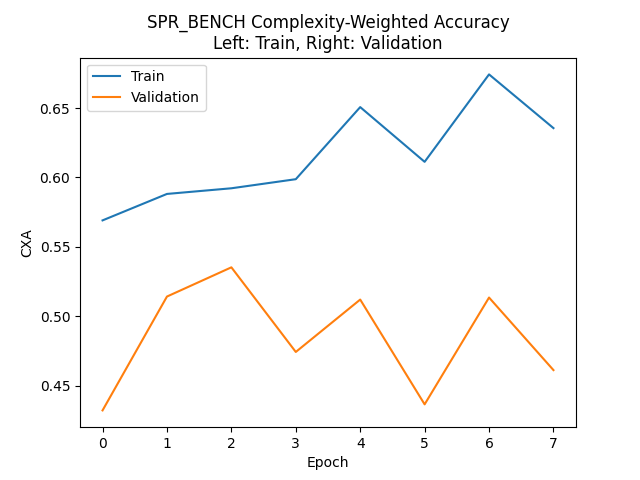 SPR_BENCH Complexity-Weighted Accuracy
Left: Train, Right: Validation
Train
Validation
0.65
0.60
0.55
0.50
0.45
CXA
0 1 2 3 4 5 6 7
Epoch